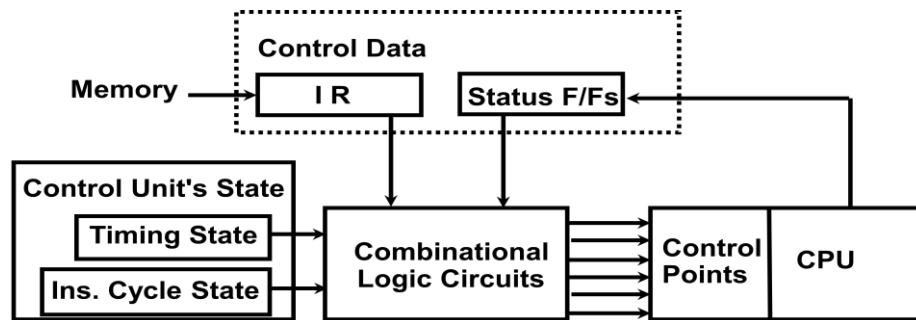 Control Data
Memory
I R
Status F/Fs
Control Unit's State
Timing State
Ins. Cycle State
Combinational
Logic Circuits
Control
Points
CPU